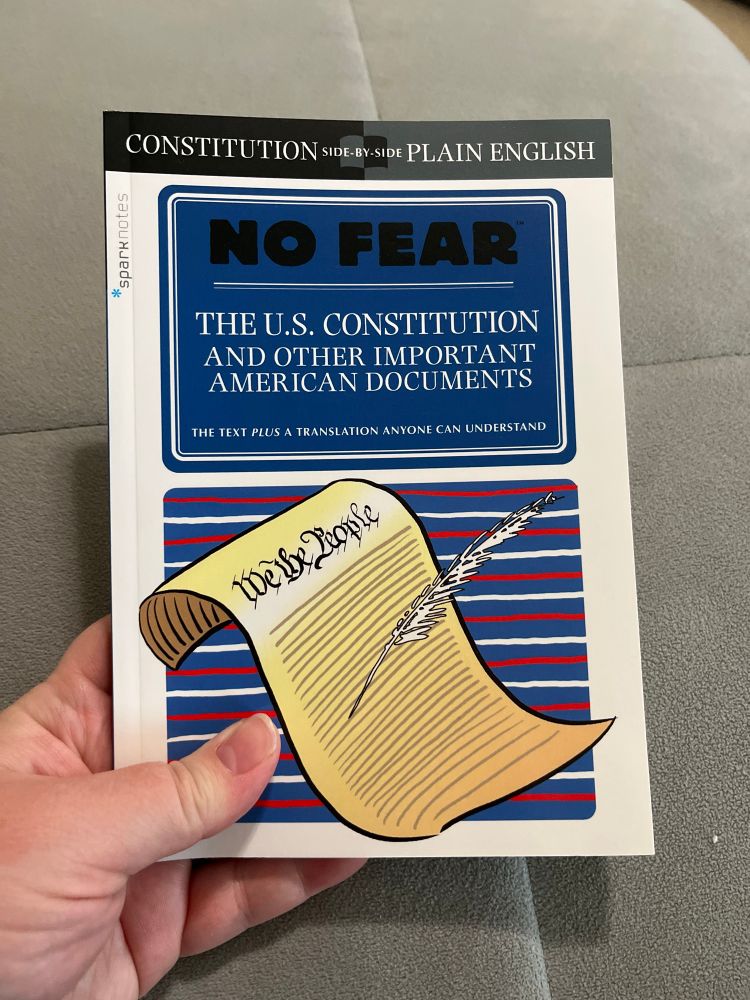 CONSTITUTION SIDE-BY-SIDE PLAIN ENGLISH
*sparknotes
NO FEAR™
THE U.S. CONSTITUTION
AND OTHER IMPORTANT
AMERICAN DOCUMENTS
THE TEXT PLUS A TRANSLATION ANYONE CAN UNDERSTAND
We the People